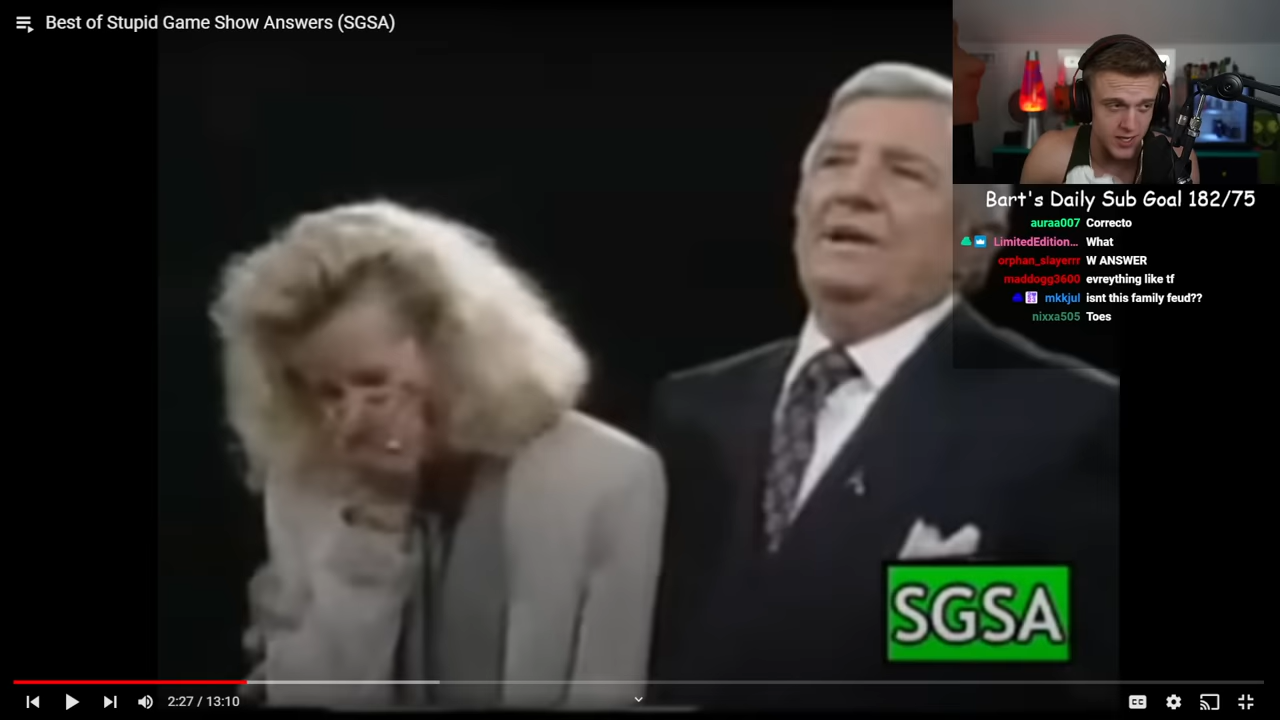 Best of Stupid Game Show Answers (SGSA)
Bart's Daily Sub Goal 182/75
auraa007 Correcto
LimitedEdition... What
orphan_slayerrr W ANSWER
maddogg3600 evreything like tf
mkkjul isnt this family feud??
nixxa505 Toes
SGSA
2:27 / 13:10
CC